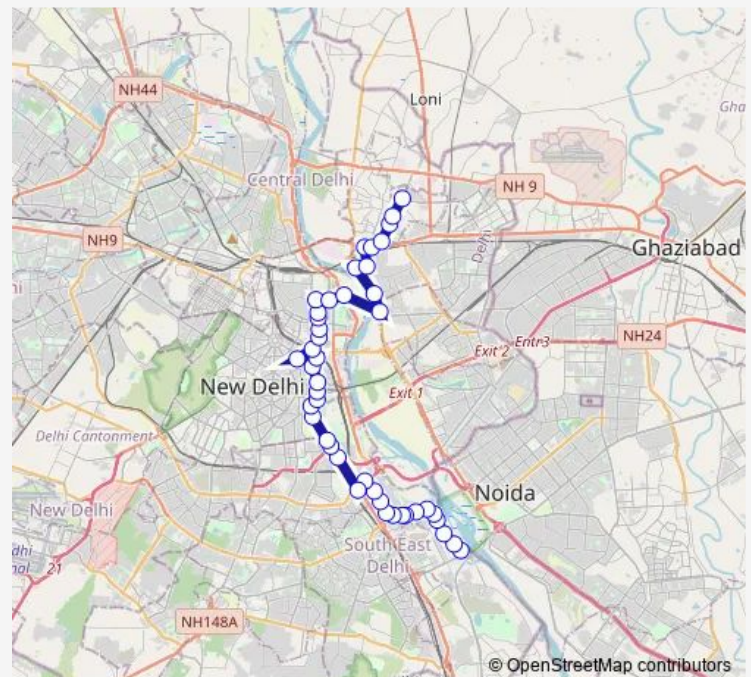 NH44
Loni
Gha
Central Delhi
NH 9
NH9
Delhi
Ghaziabad
NH24
Entr3
Exit 2
New Delhi
Exit 1
Delhi Cantonment
Noida
New Delhi
South East
Delhi
21
NH148A
© OpenStreetMap contributors